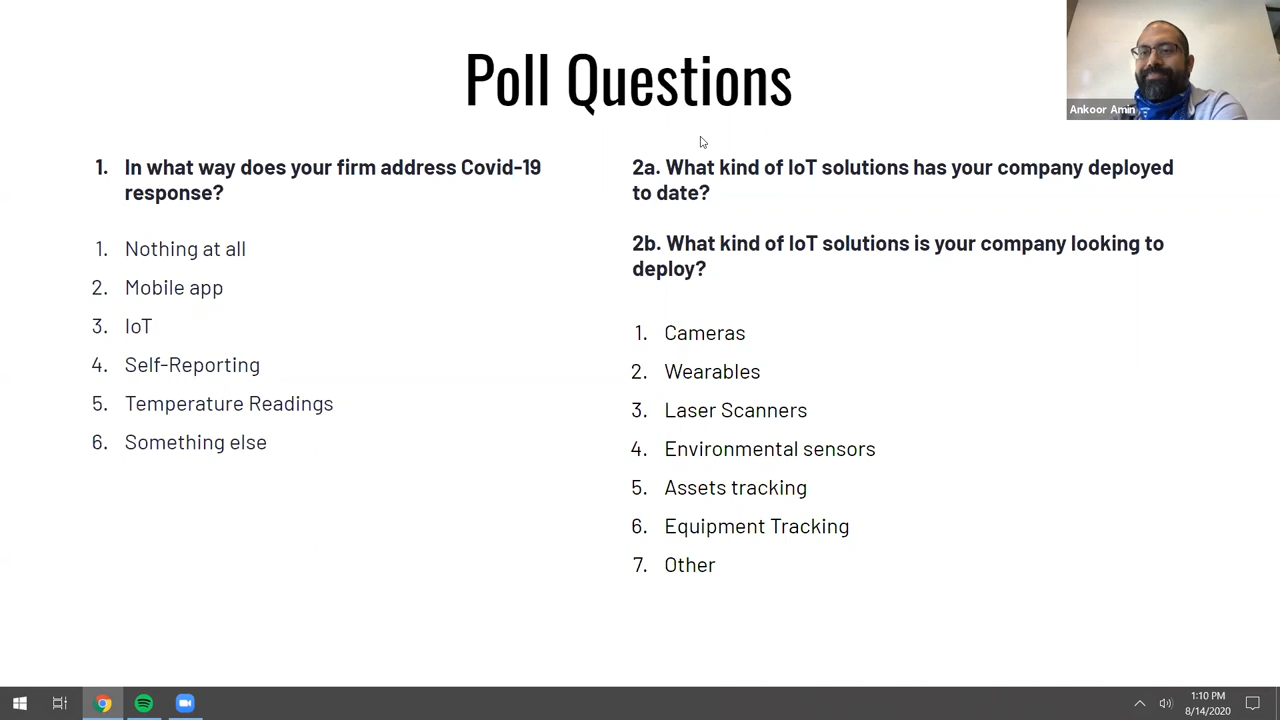 Poll Questions
Ankoor Amin
1. In what way does your firm address Covid-19
response?
1. Nothing at all
2. Mobile app
3. IoT
4. Self-Reporting
5. Temperature Readings
6. Something else
2a. What kind of IoT solutions has your company deployed
to date?
2b. What kind of IoT solutions is your company looking to
deploy?
1. Cameras
2. Wearables
3. Laser Scanners
4. Environmental sensors
5. Assets tracking
6. Equipment Tracking
7. Other
1:10 PM
8/14/2020